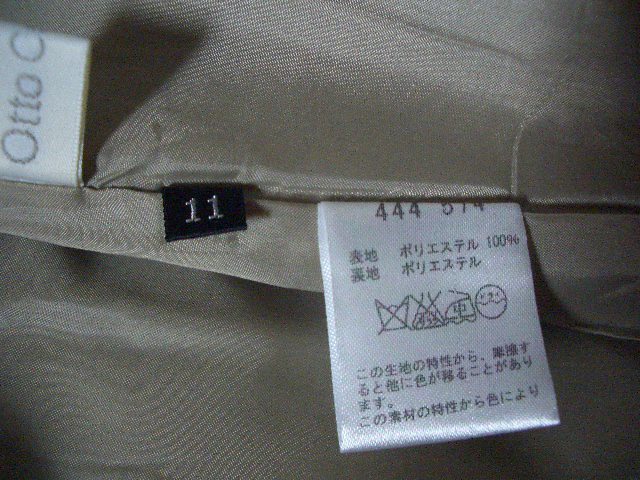 Otto C
11
444 574
表地 ポリエステル 100%
裏地 ポリエステル
中
この生地の特性から、摩擦す
ると他に色が移ることがあり
ます。
この素材の特性から色により